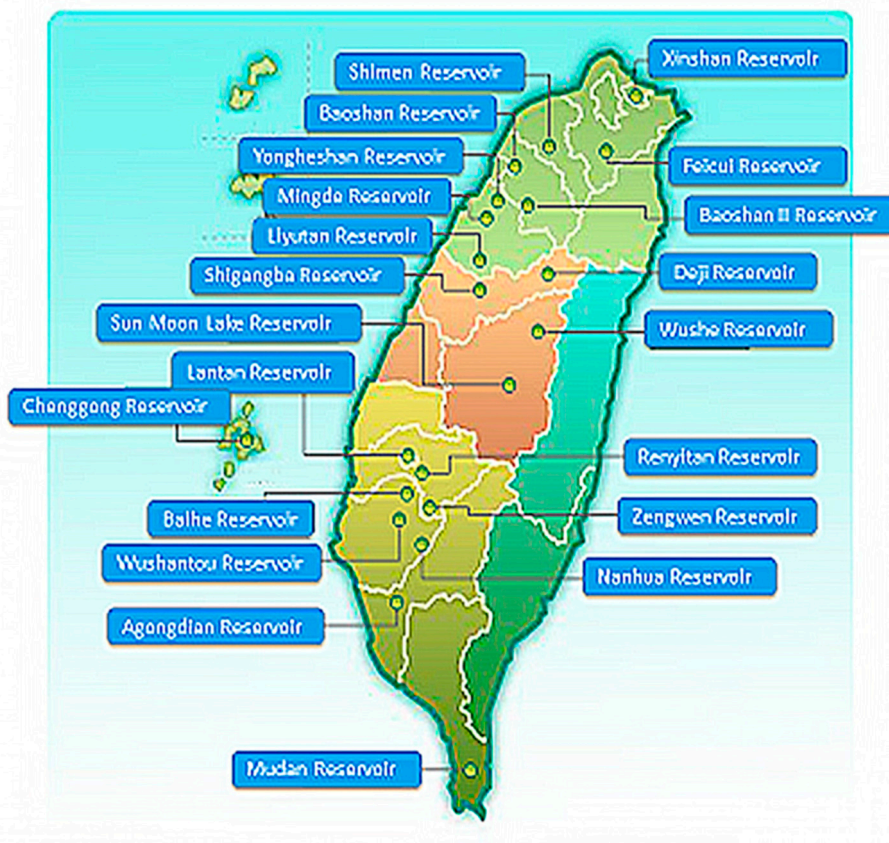 Shimen Reservoir
Xinshan Reservoir
Baoshan Reservoir
Yongheshan Reservoir
Feicui Reservoir
Mingde Reservoir
Baoshan II Reservoir
Liyutan Reservoir
Shigangba Reservoir
Deji Reservoir
Sun Moon Lake Reservoir
Wushe Reservoir
Lantan Reservoir
Chenggong Reservoir
Renyitan Reservoir
Baihe Reservoir
Zengwen Reservoir
Wushantou Reservoir
Nanhua Reservoir
Agongdian Reservoir
Mudan Reservoir